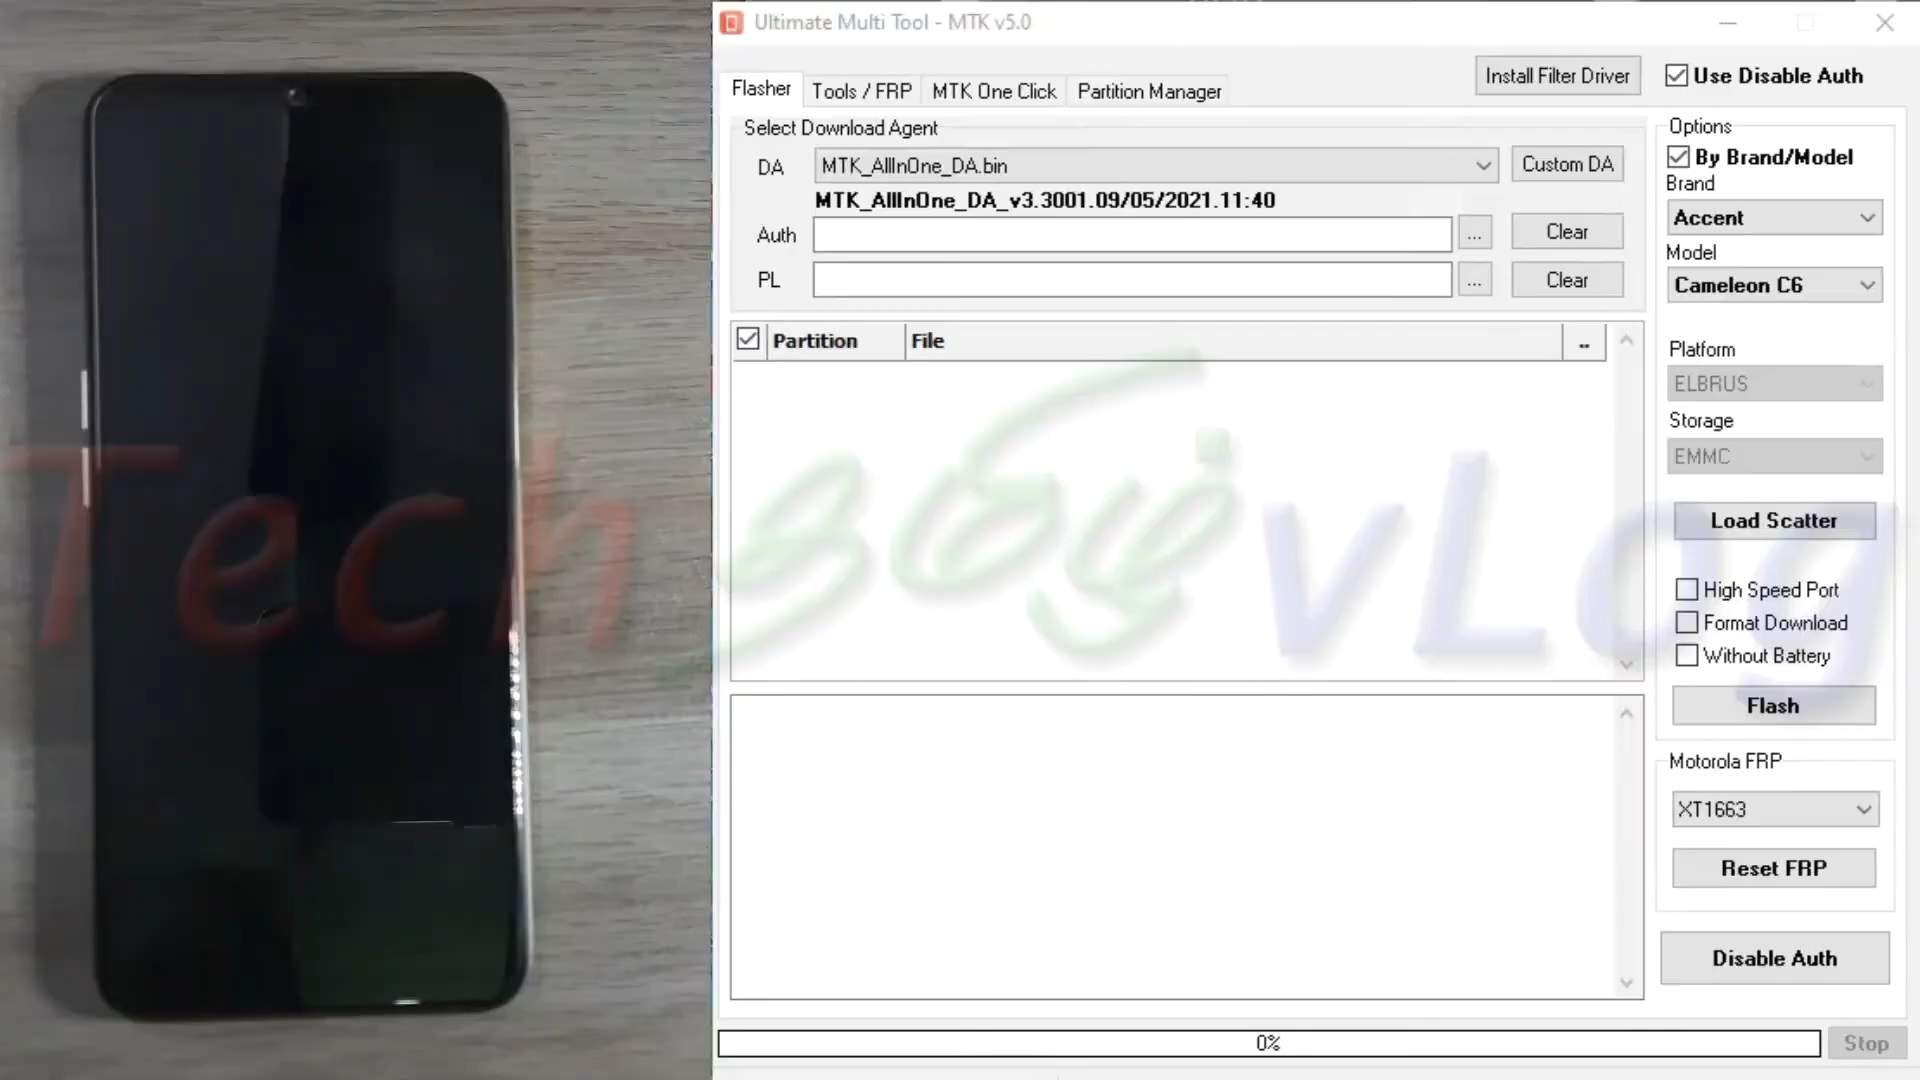 Ultimate Multi Tool - MTK v5.0
Flasher
Tools / FRP
MTK One Click
Partition Manager
Install Filter Driver
Use Disable Auth
Select Download Agent
DA
MTK_AllInOne_DA.bin
Custom DA
MTK_AllInOne_DA_v3.3001.09/05/2021.11:40
Auth
...
Clear
PL
...
Clear
Partition
File
..
Options
By Brand/Model
Brand
Accent
Model
Cameleon C6
Platform
ELBRUS
Storage
EMMC
Load Scatter
High Speed Port
Format Download
Without Battery
Flash
Motorola FRP
XT1663
Reset FRP
Disable Auth
Tech தமிழ் vLog
0%
Stop